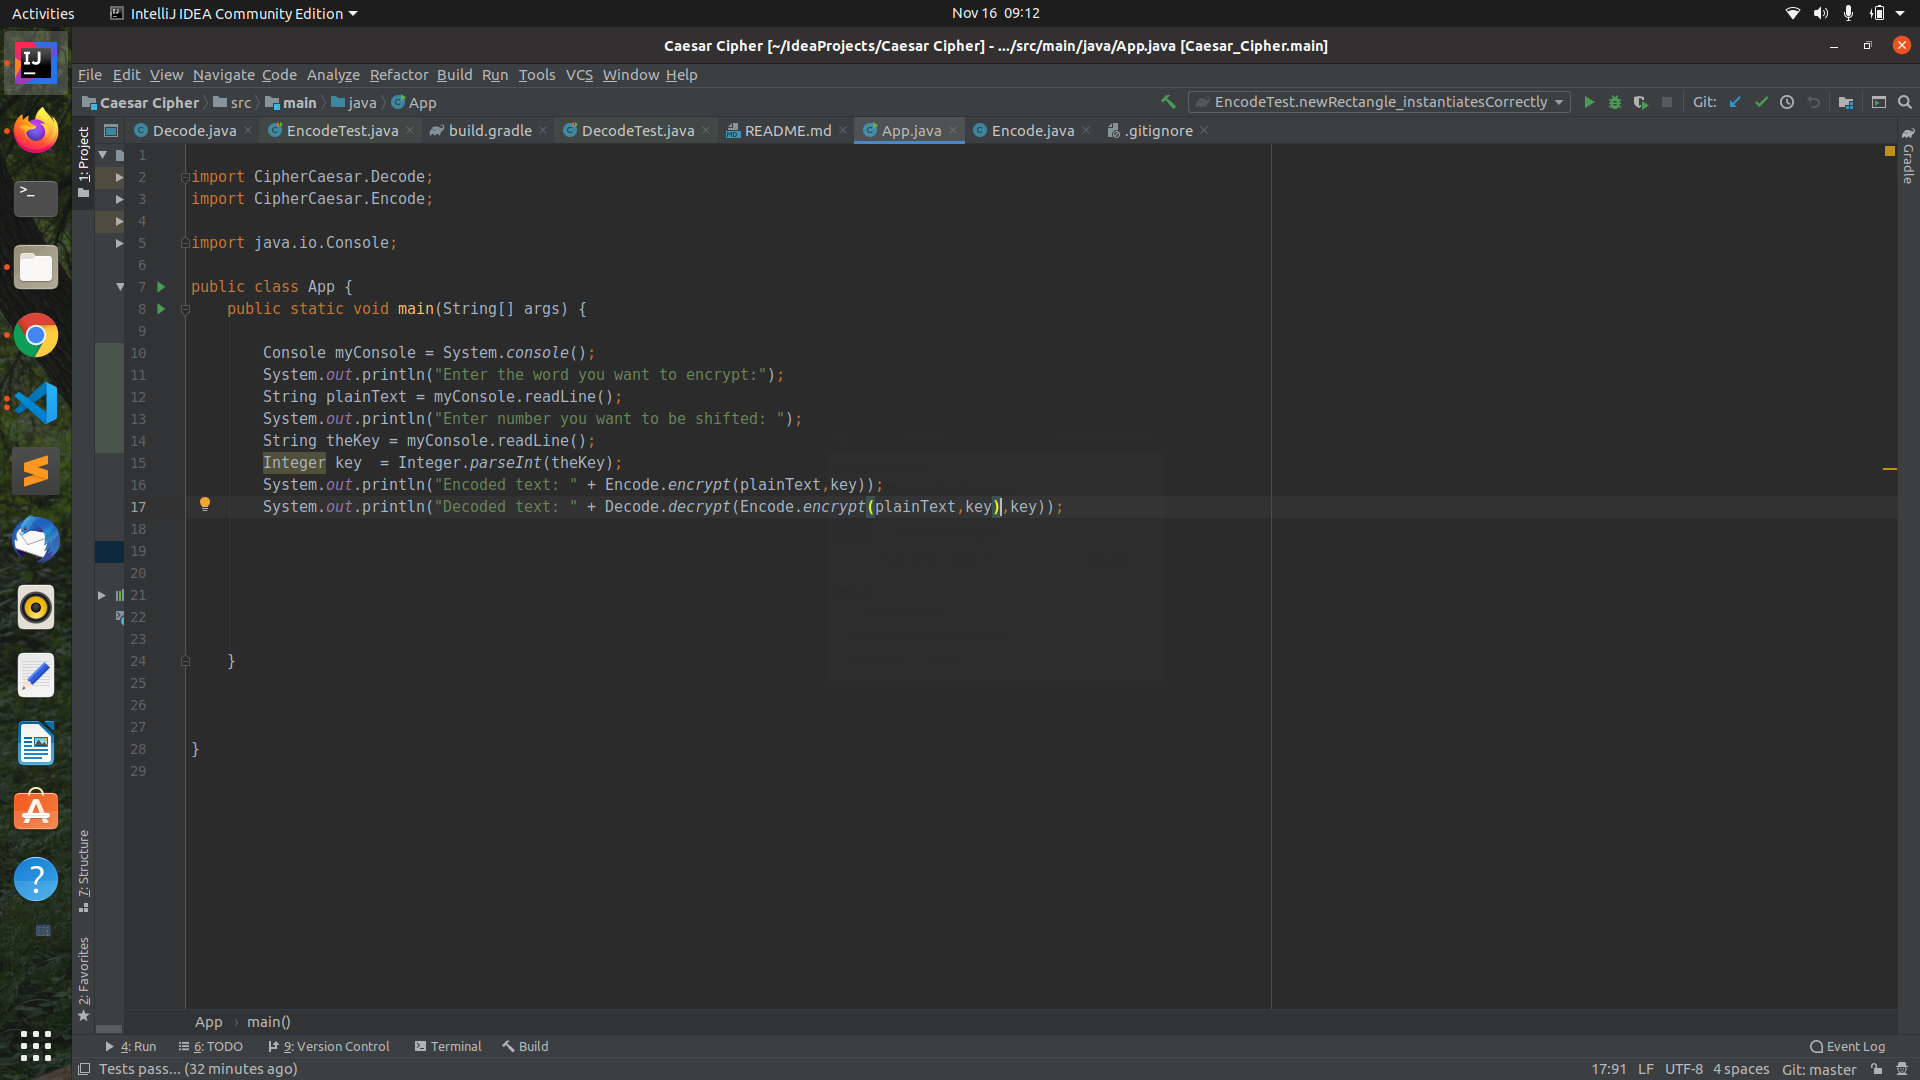 Activities IntelliJ IDEA Community Edition Nov 16 09:12
Caesar Cipher [~/IdeaProjects/Caesar Cipher] - .../src/main/java/App.java [Caesar_Cipher.main]
File Edit View Navigate Code Analyze Refactor Build Run Tools VCS Window Help
Caesar Cipher src main java App EncodeTest.newRectangle_instantiatesCorrectly Git:
Decode.java EncodeTest.java build.gradle DecodeTest.java README.md App.java Encode.java .gitignore
1: Project
Gradle
1
2 import CipherCaesar.Decode;
3 import CipherCaesar.Encode;
4
5 import java.io.Console;
6
7 public class App {
8 public static void main(String[] args) {
9
10 Console myConsole = System.console();
11 System.out.println("Enter the word you want to encrypt:");
12 String plainText = myConsole.readLine();
13 System.out.println("Enter number you want to be shifted: ");
14 String theKey = myConsole.readLine();
15 Integer key  = Integer.parseInt(theKey);
16 System.out.println("Encoded text: " + Encode.encrypt(plainText,key));
17 System.out.println("Decoded text: " + Decode.decrypt(Encode.encrypt(plainText,key),key));
18
19
20
21
22
23
24 }
25
26
27
28 }
29
7: Structure
2: Favorites
App main()
4: Run 6: TODO 9: Version Control Terminal Build Event Log
Tests pass... (32 minutes ago) 17:91 LF UTF-8 4 spaces Git: master